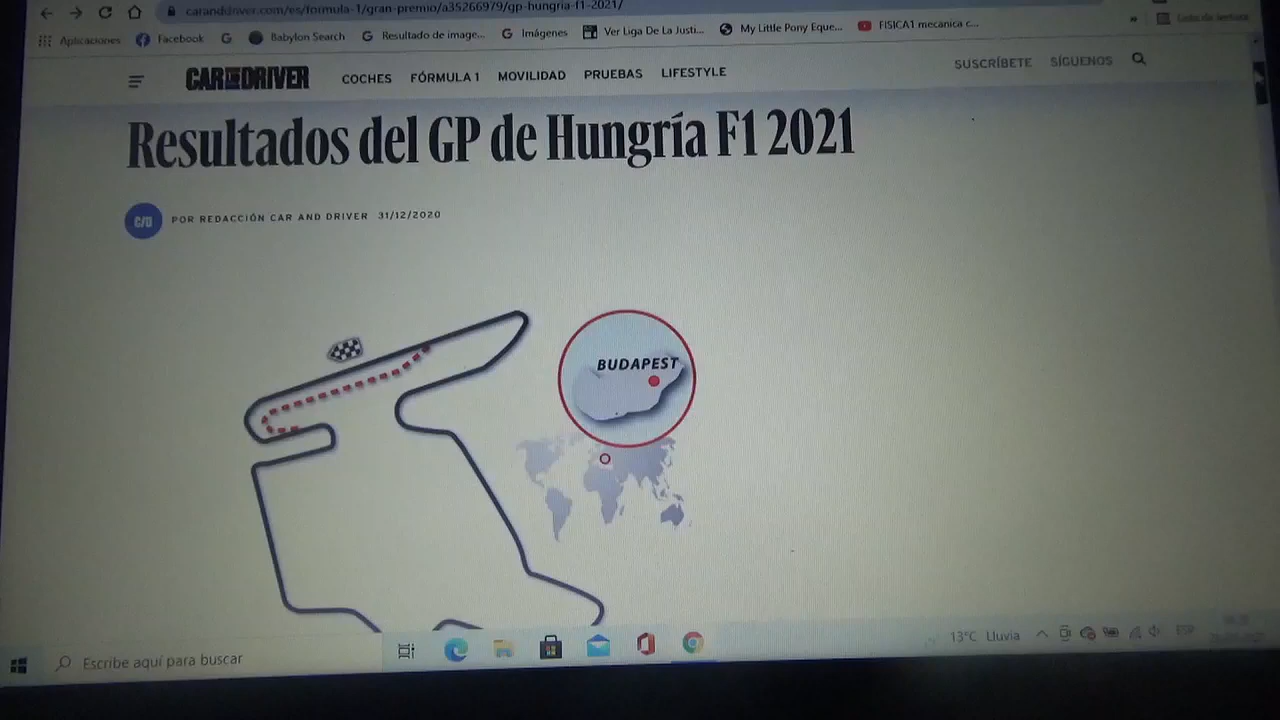 caranddriver.com/es/formula-1/gran-premio/a35266979/gp-hungria-f1-2021/
Aplicaciones Facebook Babylon Search Resultado de image... Imágenes Ver Liga De La Justi... My Little Pony Eque... FISICA1 mecanica c... » Lista de lectura
CAR AND DRIVER COCHES FÓRMULA 1 MOVILIDAD PRUEBAS LIFESTYLE SUSCRÍBETE SÍGUENOS
Resultados del GP de Hungría F1 2021
C/D POR REDACCIÓN CAR AND DRIVER 31/12/2020
BUDAPEST
Escribe aquí para buscar 13°C Lluvia